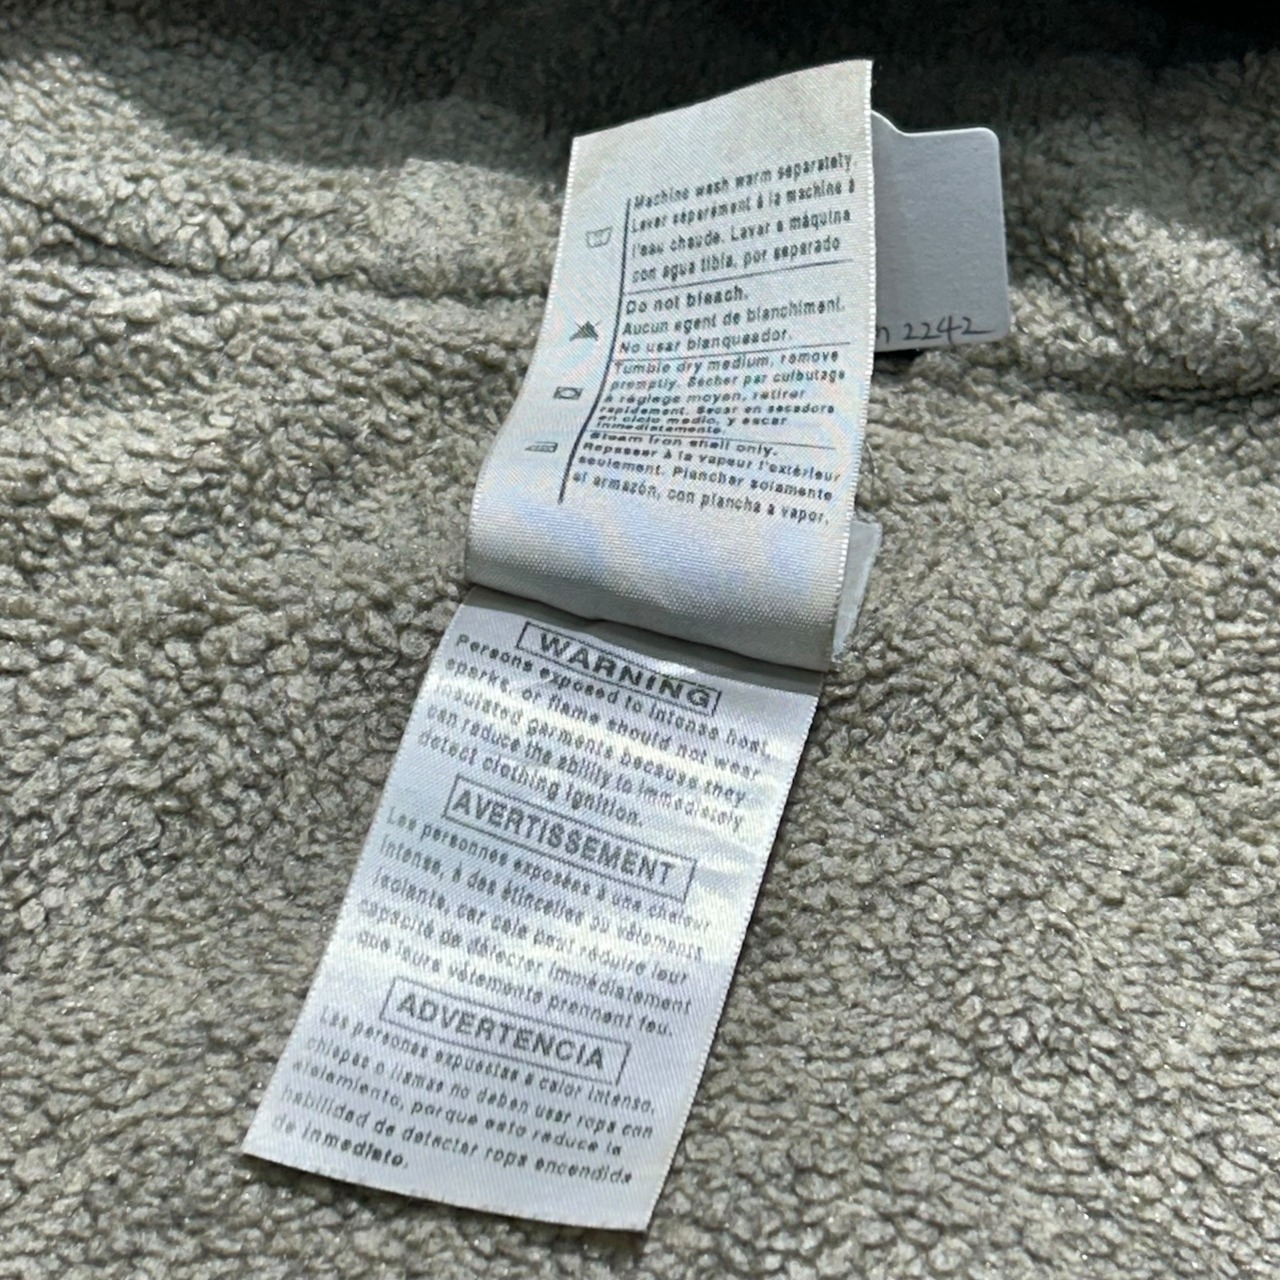 Machine wash warm separately.
Laver séparément à la machine à
l'eau chaude. Lavar a máquina
con agua tibia, por separado
Do not bleach.
Aucun agent de blanchiment.
No usar blanqueador.
Tumble dry medium, remove
promptly. Sécher par culbutage
à réglage moyen, retirer
rapidement. Secar en secadora
en ciclo medio, y sacar
inmediatamente.
Steam iron shell only.
Repasser à la vapeur l'extérieur
seulement. Planchar solamente
el armazón, con plancha a vapor.
2242
WARNING
Persons exposed to intense heat,
sparks, or flame should not wear
insulated garments because they
can reduce the ability to immediately
detect clothing ignition.
AVERTISSEMENT
Les personnes exposées à une chaleur
intense, à des étincelles ou vêtements
isolants, car cela peut réduire leur
capacité de détecter immédiatement
que leurs vêtements prennent feu.
ADVERTENCIA
Las personas expuestas a calor intenso,
chispas o llamas no deben usar ropa con
aislamiento, porque esto reduce la
habilidad de detectar ropa encendida
de inmediato.